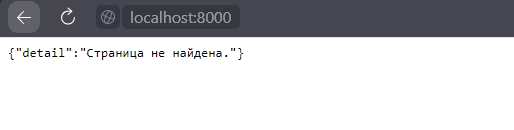 localhost:8000
{"detail":"Страница не найдена."}